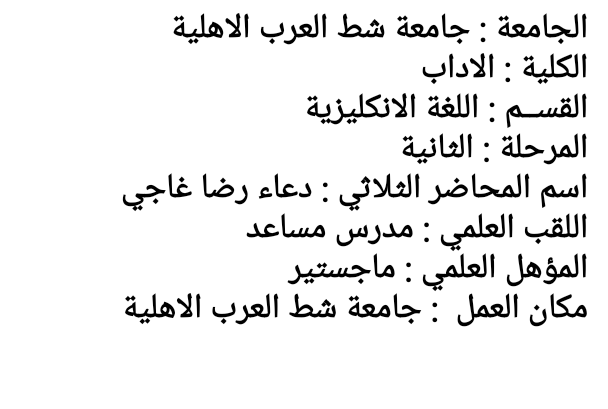 الجامعة : جامعة شط العرب الاهلية
الكلية : الاداب
القســم : اللغة الانكليزية
المرحلة : الثانية
اسم المحاضر الثلاثي : دعاء رضا غاجي
اللقب العلمي : مدرس مساعد
المؤهل العلمي : ماجستير
مكان العمل : جامعة شط العرب الاهلية